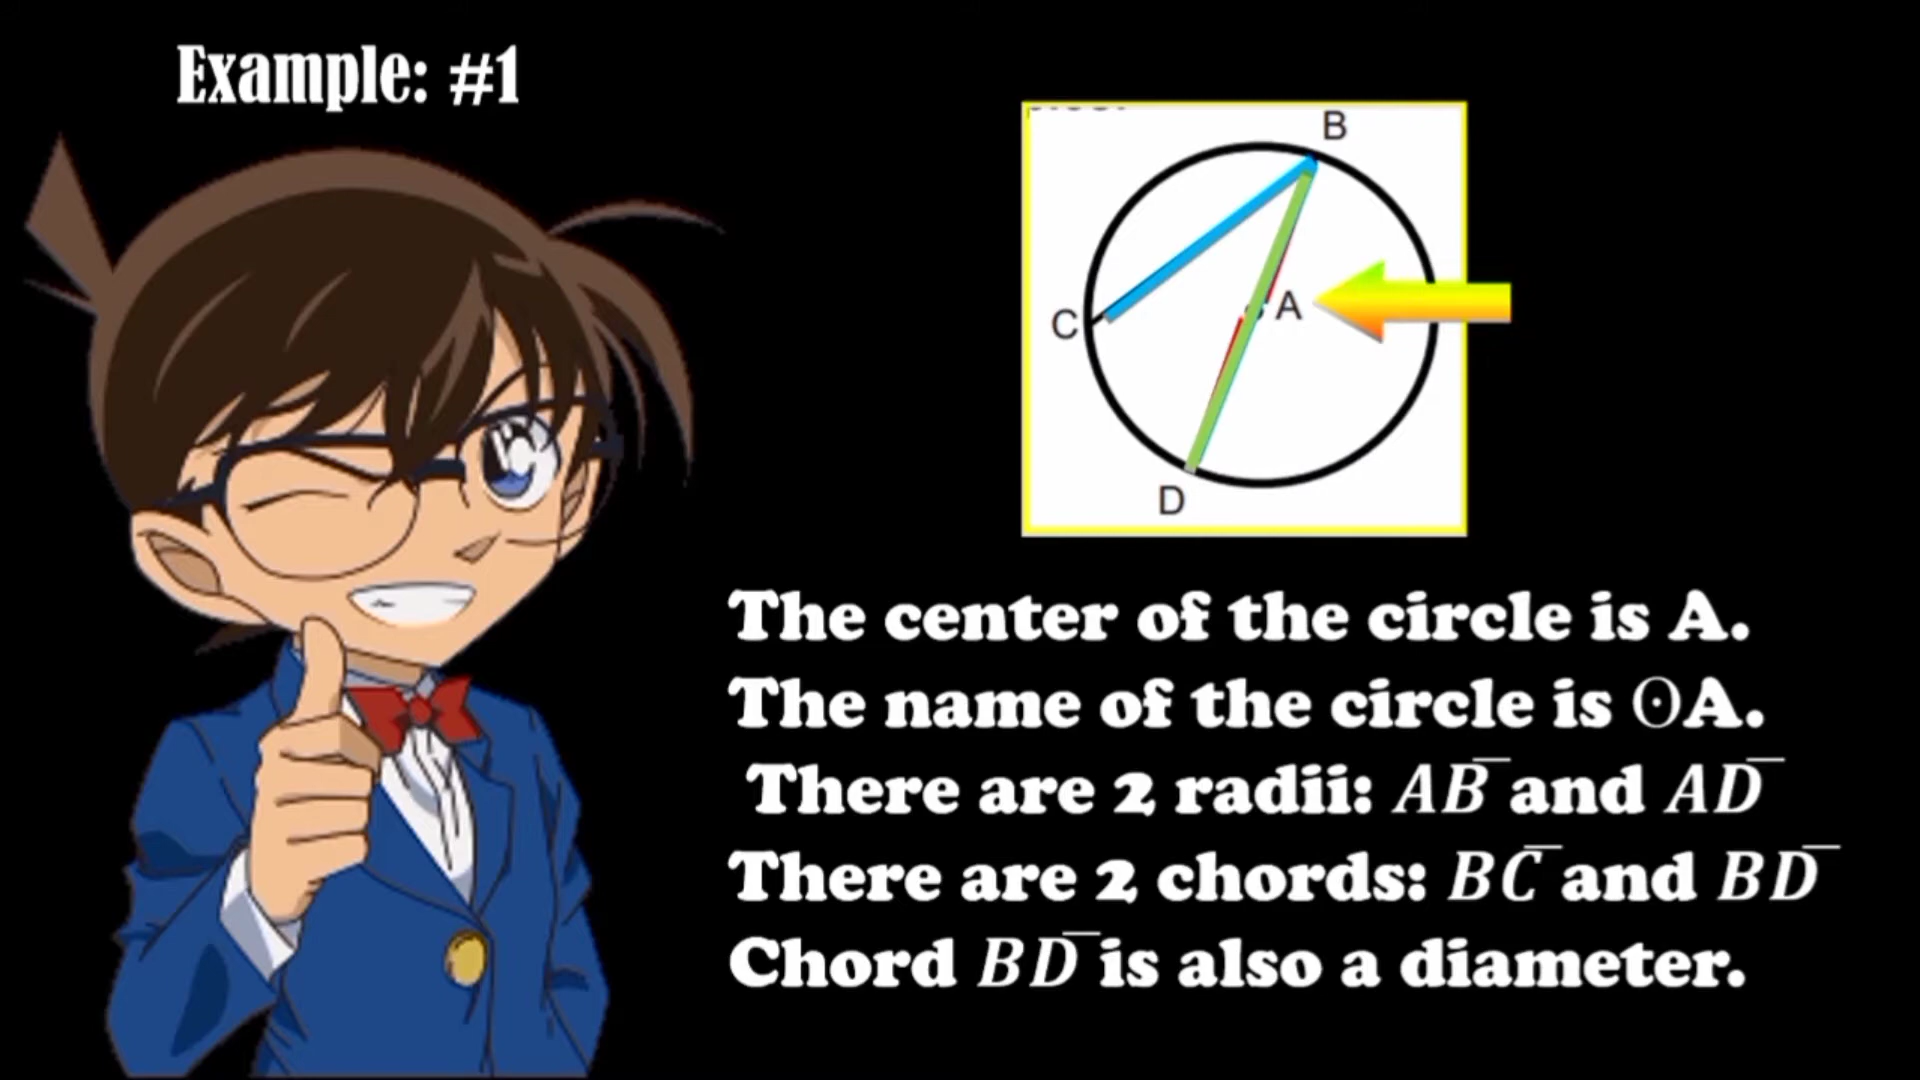 Example: #1
B
A
C
D
The center of the circle is A.
The name of the circle is ʘA.
There are 2 radii: AB̅ and AD̅
There are 2 chords: BC̅ and BD̅
Chord BD̅ is also a diameter.